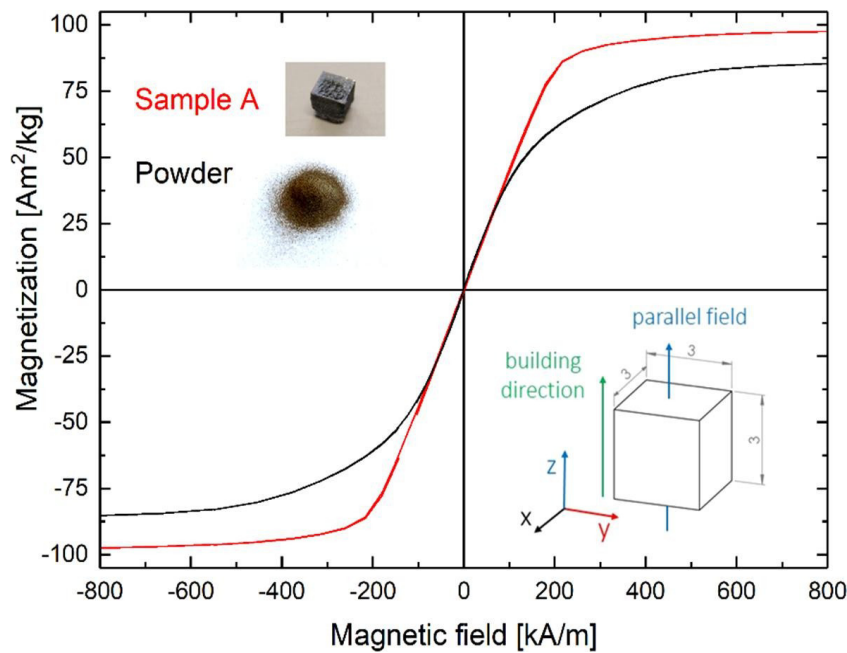 100
75
50
25
0
-25
-50
-75
-100
Magnetization [Am²/kg]
Sample A
Powder
parallel field
building
direction
3
3
3
z
x
y
-800
-600
-400
-200
0
200
400
600
800
Magnetic field [kA/m]